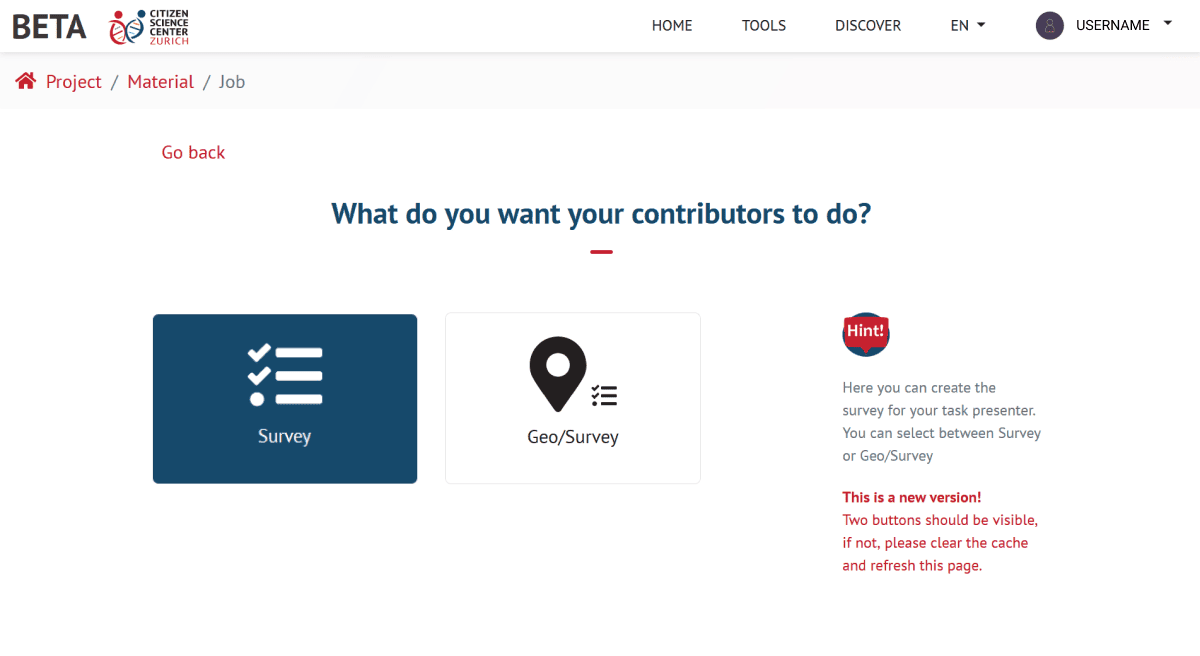 BETA
CITIZEN
SCIENCE
CENTER
ZURICH
HOME
TOOLS
DISCOVER
EN
USERNAME
Project / Material / Job
Go back
What do you want your contributors to do?
Survey
Geo/Survey
Hint!
Here you can create the
survey for your task presenter.
You can select between Survey
or Geo/Survey
This is a new version!
Two buttons should be visible,
if not, please clear the cache
and refresh this page.